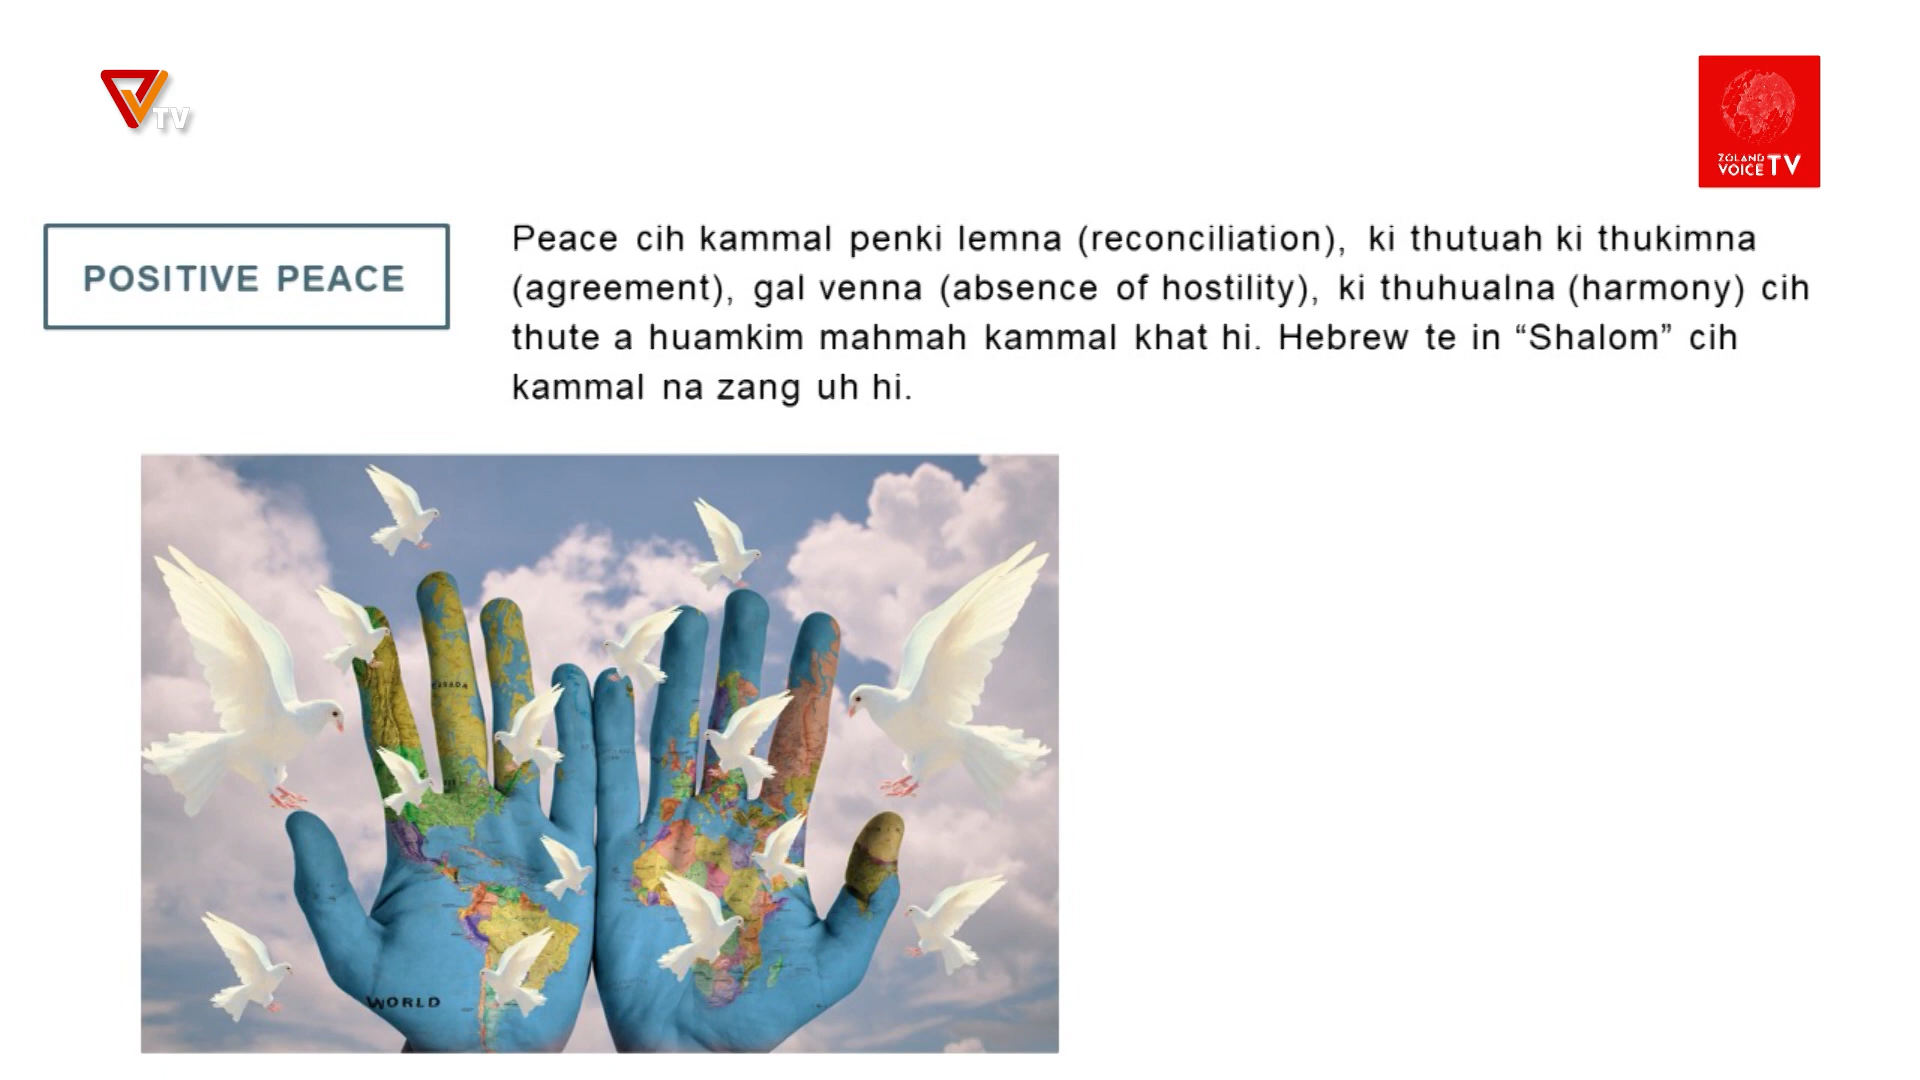 TV
ZOLAND
VOICE TV
POSITIVE PEACE
Peace cih kammal penki lemna (reconciliation), ki thutuah ki thukimna
(agreement), gal venna (absence of hostility), ki thuhualna (harmony) cih
thute a huamkim mahmah kammal khat hi. Hebrew te in “Shalom” cih
kammal na zang uh hi.
CANADA
WORLD